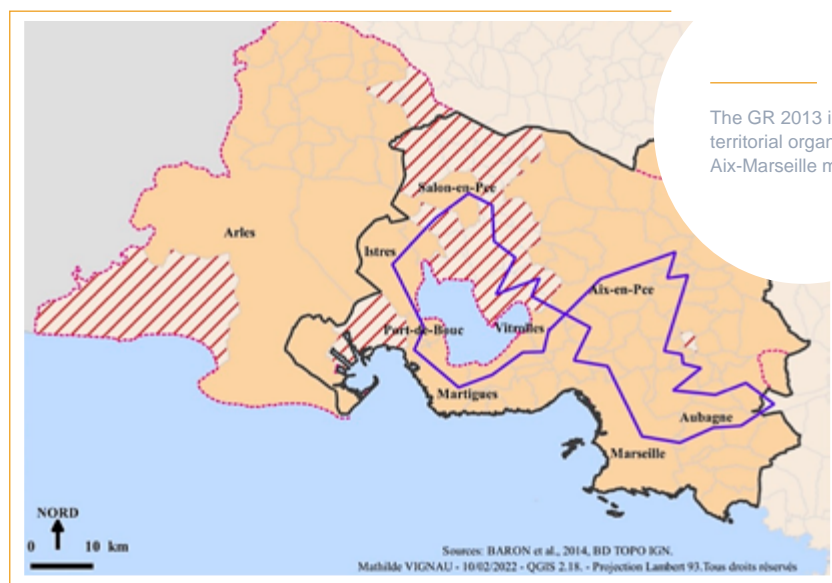 The GR 2013 i
territorial organ
Aix-Marseille m
Salon-en-Pce
Arles
Istres
Aix-en-Pce
Port-de-Bouc
Vitrolles
Martigues
Aubagne
Marseille
NORD
0 10 km
Sources: BARON et al., 2014, BD TOPO IGN.
Mathilde VIGNAU - 10/02/2022 - QGIS 2.18. - Projection Lambert 93.Tous droits réservés